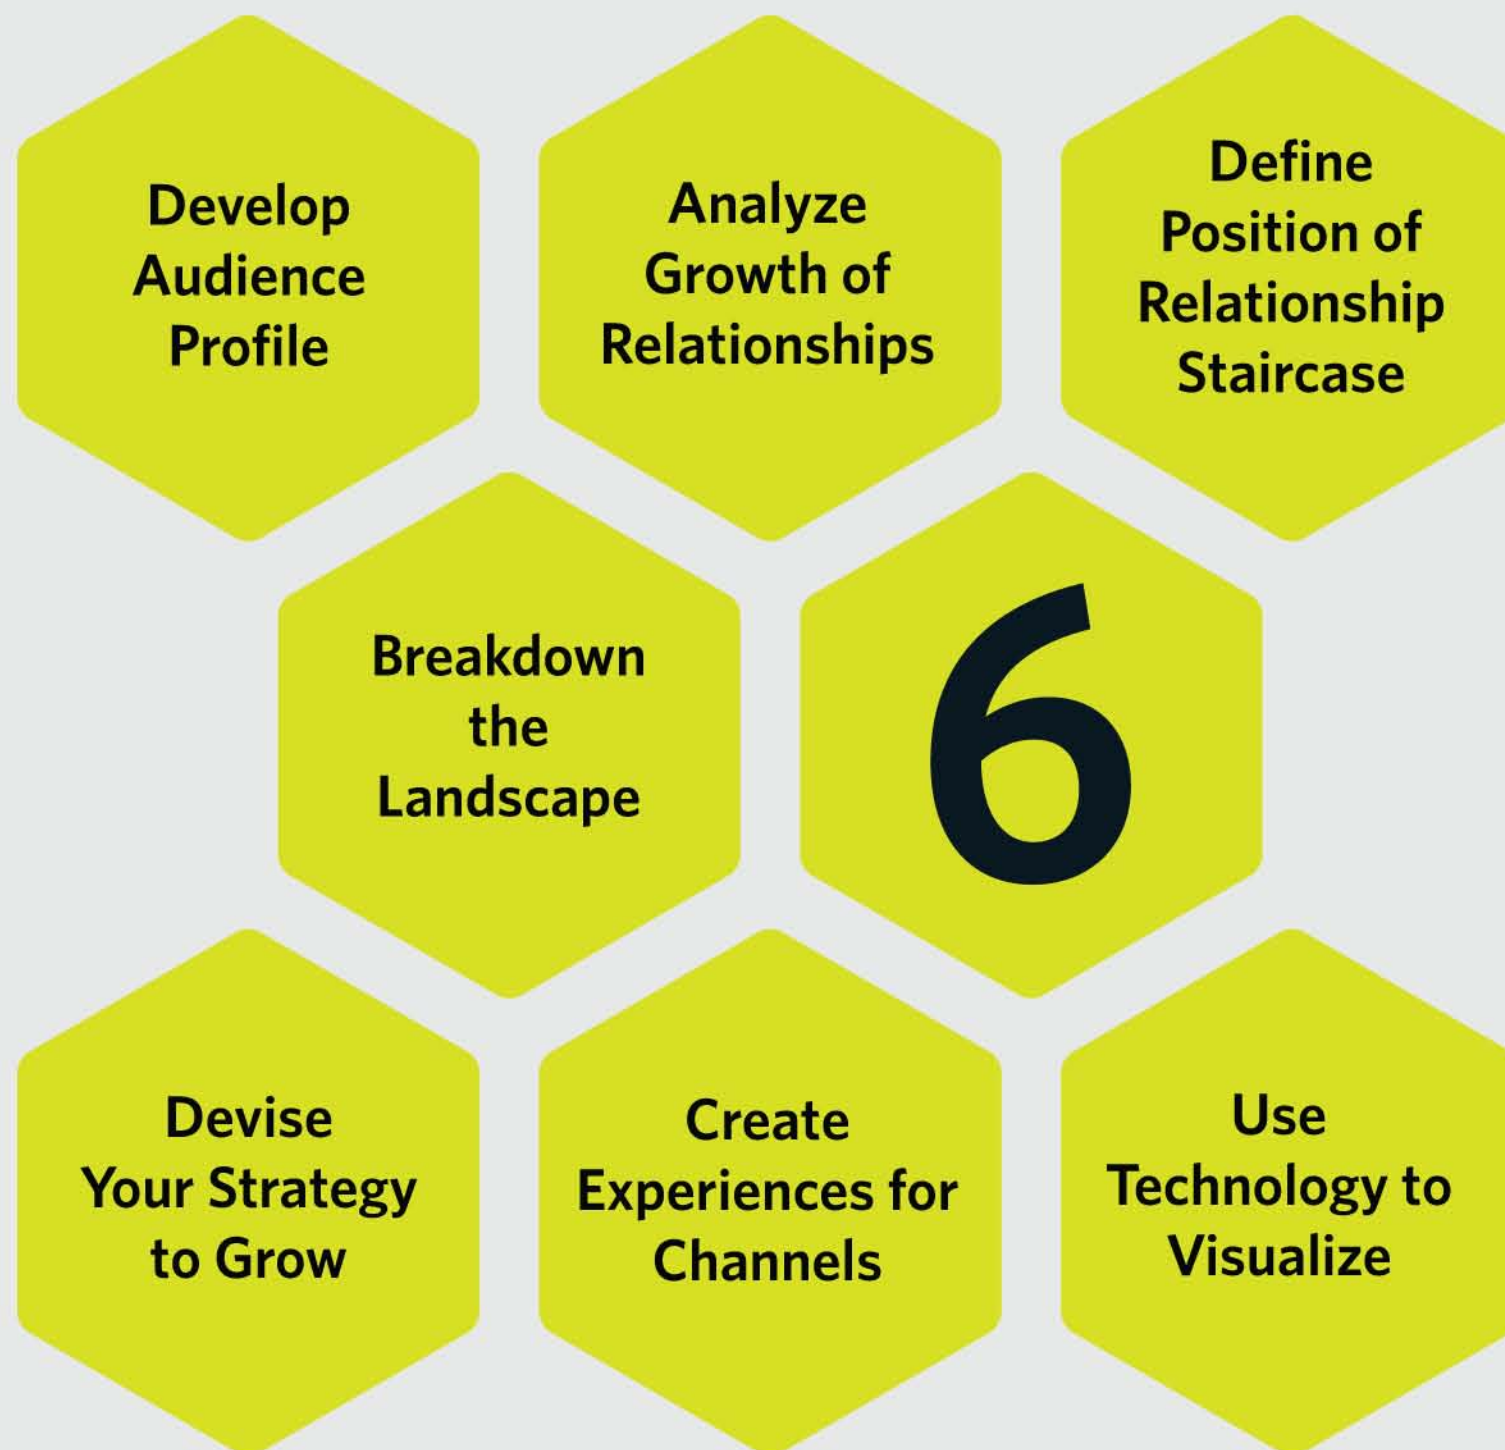 Develop
Audience
Profile
Analyze
Growth of
Relationships
Define
Position of
Relationship
Staircase
Breakdown
the
Landscape
6
Devise
Your Strategy
to Grow
Create
Experiences for
Channels
Use
Technology to
Visualize